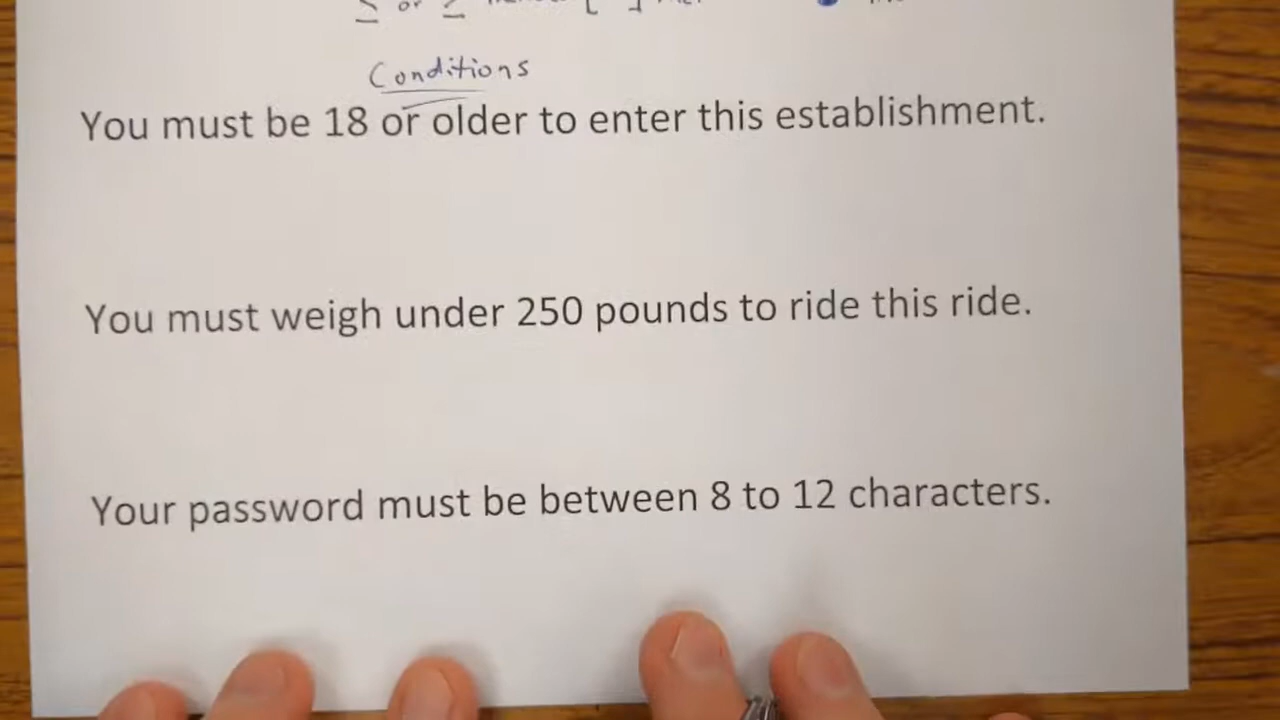 ≥ or ≤ [ ]
Conditions
You must be 18 or older to enter this establishment.
You must weigh under 250 pounds to ride this ride.
Your password must be between 8 to 12 characters.